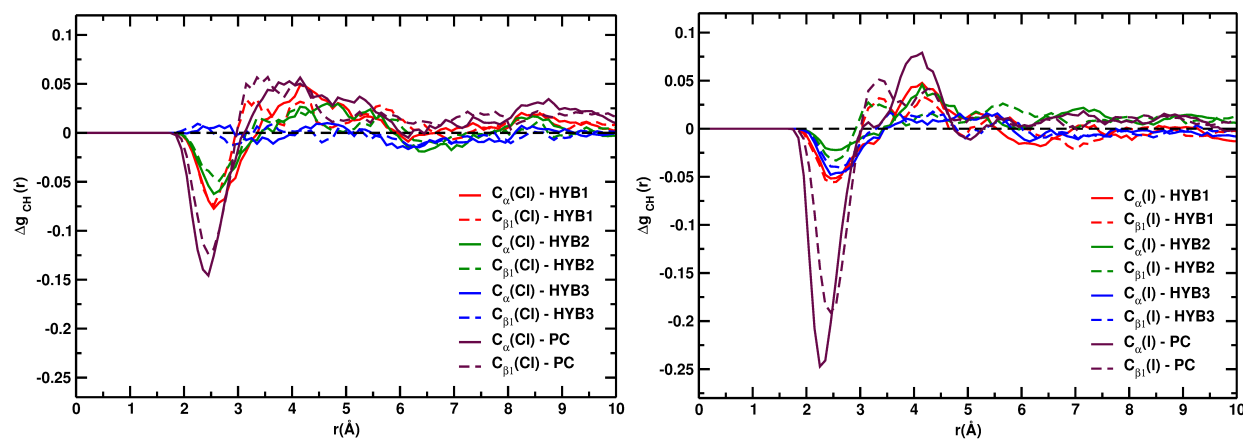 0.1
0.05
0
-0.05
-0.1
-0.15
-0.2
-0.25
Δg CH (r)
0 1 2 3 4 5 6 7 8 9 10
r(Å)
Cα(Cl) - HYB1
Cβ1(Cl) - HYB1
Cα(Cl) - HYB2
Cβ1(Cl) - HYB2
Cα(Cl) - HYB3
Cβ1(Cl) - HYB3
Cα(Cl) - PC
Cβ1(Cl) - PC
0.1
0.05
0
-0.05
-0.1
-0.15
-0.2
-0.25
Δg CH (r)
0 1 2 3 4 5 6 7 8 9 10
r(Å)
Cα(I) - HYB1
Cβ1(I) - HYB1
Cα(I) - HYB2
Cβ1(I) - HYB2
Cα(I) - HYB3
Cβ1(I) - HYB3
Cα(I) - PC
Cβ1(I) - PC